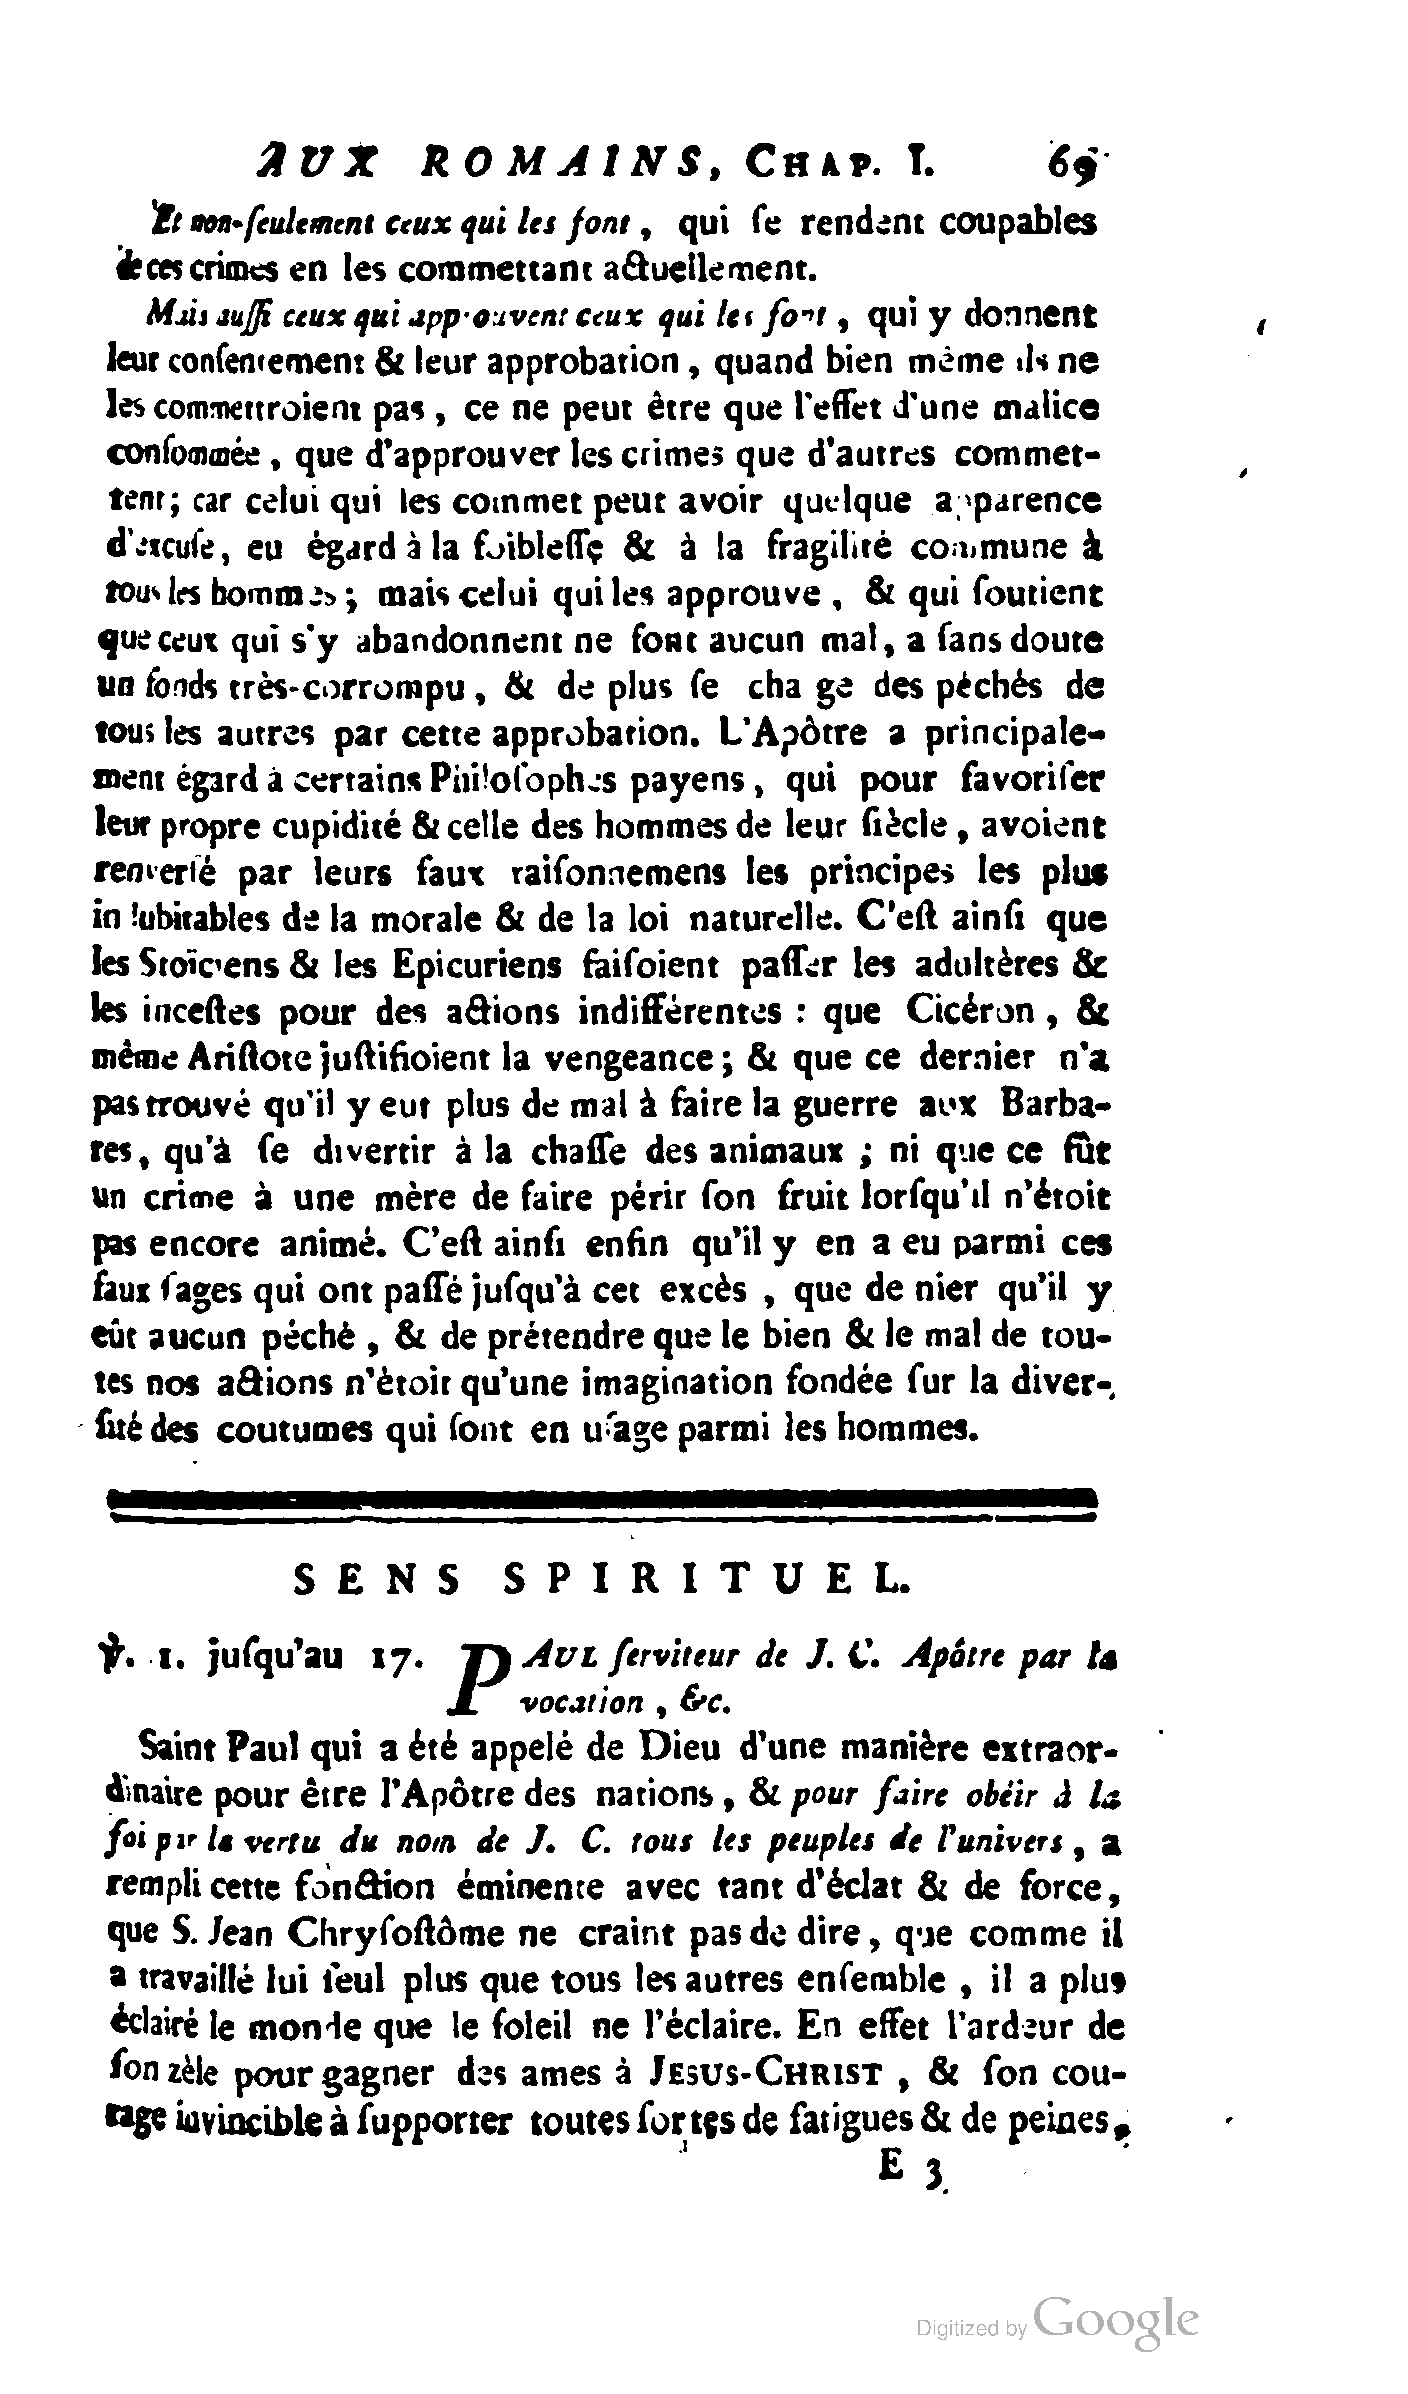 AUX ROMAINS, CHAP. I. 69
Et non-ſeulement ceux qui les font, qui ſe rendent coupables
de ces crimes en les commettant actuellement.
Mais auſſi ceux qui approuvent ceux qui les font, qui y donnent
leur conſentement & leur approbation, quand bien même ils ne
les commettroient pas, ce ne peut être que l'effet d'une malice
conſommée, que d'approuver les crimes que d'autres commet-
tent; car celui qui les commet peut avoir quelque apparence
d'excuſe, eu égard à la foibleſſe & à la fragilité commune à
tous les hommes; mais celui qui les approuve, & qui ſoutient
que ceux qui s'y abandonnent ne font aucun mal, a ſans doute
un fonds très-corrompu, & de plus ſe charge des péchés de
tous les autres par cette approbation. L'Apôtre a principale-
ment égard à certains Philoſophes payens, qui pour favoriſer
leur propre cupidité & celle des hommes de leur ſiècle, avoient
renverſé par leurs faux raiſonnemens les principes les plus
indubitables de la morale & de la loi naturelle. C'eſt ainſi que
les Stoïciens & les Epicuriens faiſoient paſſer les adultères &
les inceſtes pour des actions indifférentes : que Cicéron, &
même Ariſtote juſtifioient la vengeance; & que ce dernier n'a
pas trouvé qu'il y eut plus de mal à faire la guerre aux Barba-
res, qu'à ſe divertir à la chaſſe des animaux ; ni que ce fût
un crime à une mère de faire périr ſon fruit lorſqu'il n'étoit
pas encore animé. C'eſt ainſi enfin qu'il y en a eu parmi ces
faux ſages qui ont paſſé juſqu'à cet excès, que de nier qu'il y
eût aucun péché, & de prétendre que le bien & le mal de tou-
tes nos actions n'étoit qu'une imagination fondée ſur la diver-
ſité des coutumes qui ſont en uſage parmi les hommes.
SENS SPIRITUEL.
℣. 1. juſqu'au 17. PAUL ſerviteur de J. C. Apôtre par la
vocation, &c.
Saint Paul qui a été appelé de Dieu d'une manière extraor-
dinaire pour être l'Apôtre des nations, & pour faire obéir à la
foi par la vertu du nom de J. C. tous les peuples de l'univers, a
rempli cette fonction éminente avec tant d'éclat & de force,
que S. Jean Chryſoſtôme ne craint pas de dire, que comme il
a travaillé lui ſeul plus que tous les autres enſemble, il a plus
éclairé le monde que le ſoleil ne l'éclaire. En effet l'ardeur de
ſon zèle pour gagner des ames à JESUS-CHRIST, & ſon cou-
rage invincible à ſupporter toutes ſortes de fatigues & de peines,
E 3
Digitized by Google